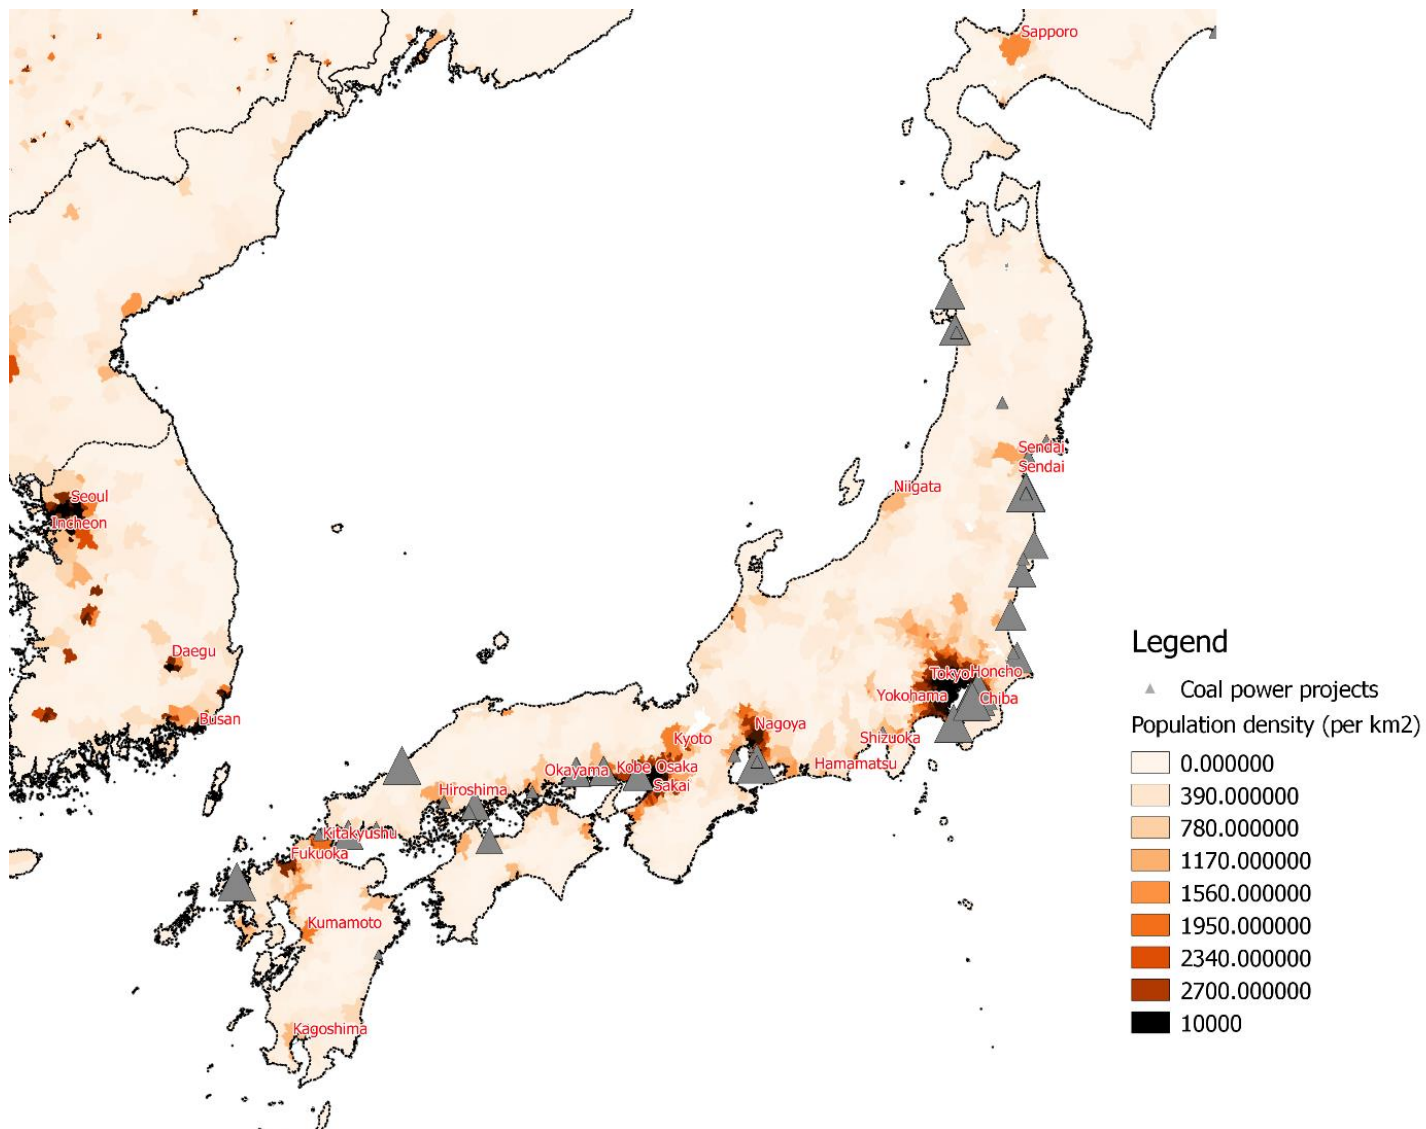 Sapporo
Sendai
Sendai
Niigata
Seoul
Incheon
Daegu
Busan
Tokyo
Honcho
Yokohama
Chiba
Nagoya
Kyoto
Shizuoka
Hamamatsu
Okayama
Kobe
Osaka
Sakai
Hiroshima
Kitakyushu
Fukuoka
Kumamoto
Kagoshima
Legend
Coal power projects
Population density (per km2)
0.000000
390.000000
780.000000
1170.000000
1560.000000
1950.000000
2340.000000
2700.000000
10000